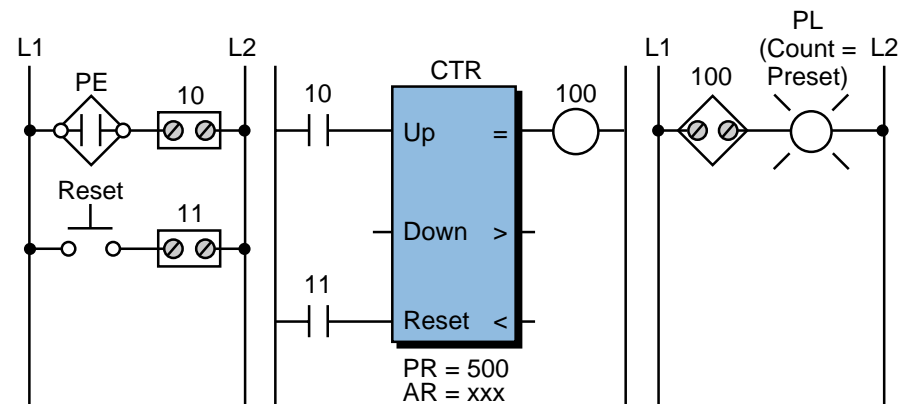 L1
L2
PE
10
Reset
11
CTR
10
100
Up =
Down >
11
Reset <
PR = 500
AR = xxx
L1
L2
PL
(Count =
Preset)
100